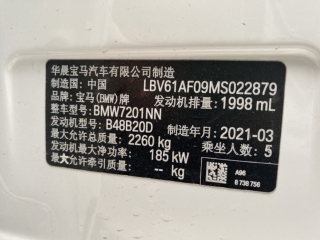 华晨宝马汽车有限公司制造
制造国：中国 LBV61AF09MS022879
品牌：宝马(BMW)牌 发动机排量：1998 mL
整车型号：BMW7201NN
发动机型号：B48B20D 制造年月：2021-03
最大允许总质量：2260 kg 乘坐人数：5
发动机最大净功率：185 kW
最大允许牵引质量：-- kg
A96
8 738 756